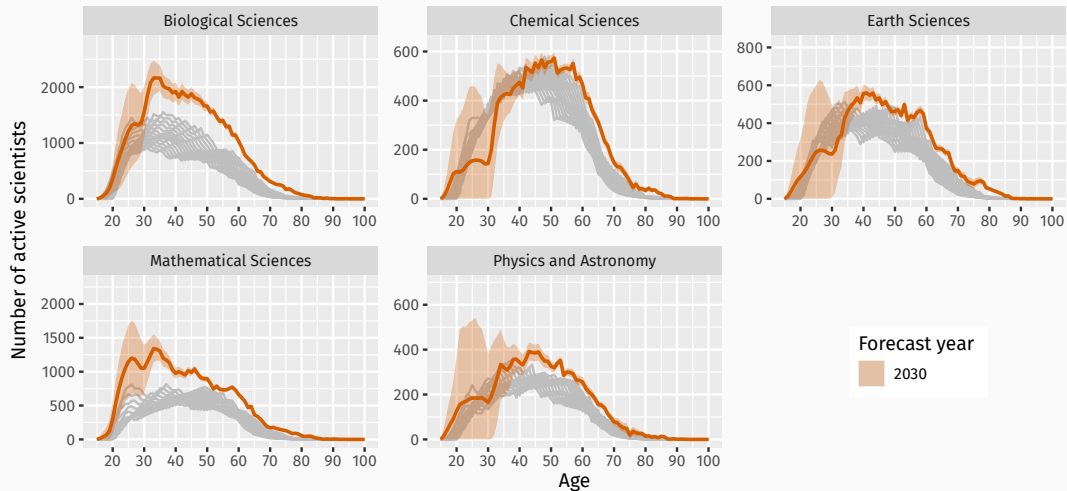 Biological Sciences
Chemical Sciences
Earth Sciences
2000
1000
0
20 30 40 50 60 70 80 90 100
600
400
200
0
20 30 40 50 60 70 80 90 100
800
600
400
200
0
20 30 40 50 60 70 80 90 100
Number of active scientists
Mathematical Sciences
Physics and Astronomy
2000
1500
1000
500
0
20 30 40 50 60 70 80 90 100
600
400
200
0
20 30 40 50 60 70 80 90 100
Age
Forecast year
2030